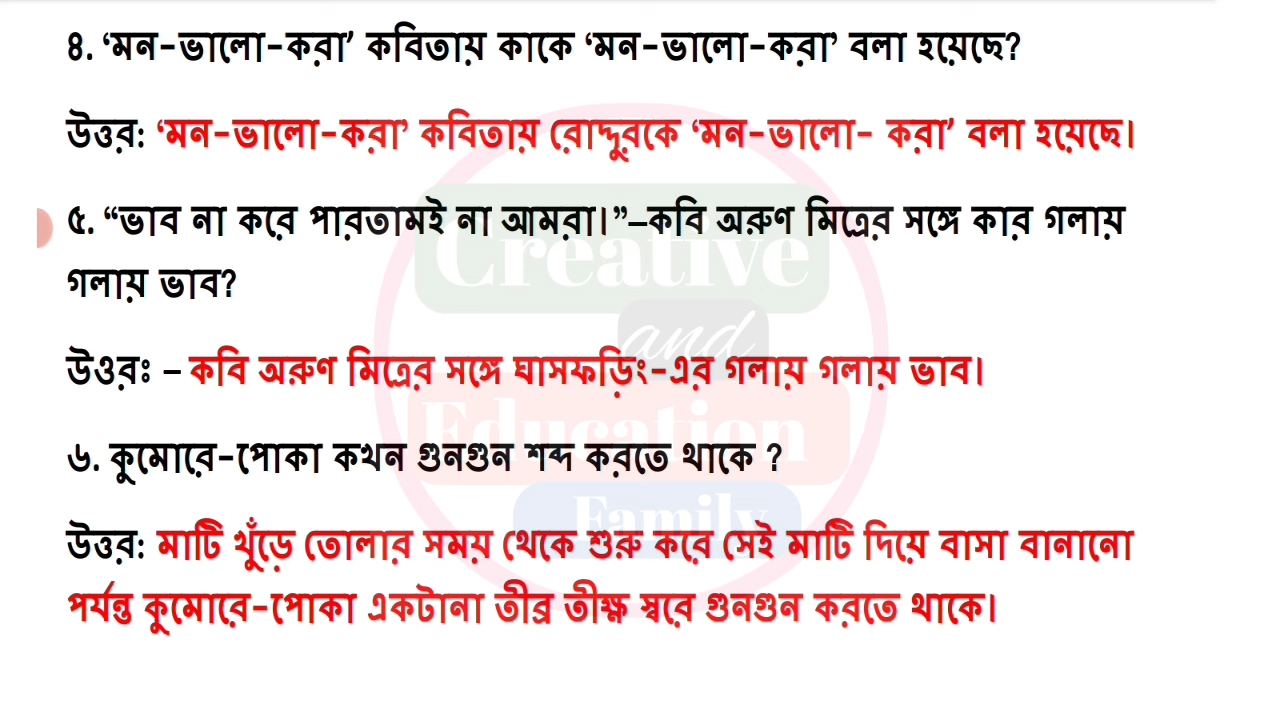 ৪. ‘মন-ভালো-করা’ কবিতায় কাকে ‘মন-ভালো-করা’ বলা হয়েছে?
উত্তর: ‘মন-ভালো-করা’ কবিতায় রোদ্দুরকে ‘মন-ভালো- করা’ বলা হয়েছে।
৫. “ভাব না করে পারতামই না আমরা।”–কবি অরুণ মিত্রের সঙ্গে কার গলায়
গলায় ভাব?
উওরঃ – কবি অরুণ মিত্রের সঙ্গে ঘাসফড়িং-এর গলায় গলায় ভাব।
৬. কুমোরে-পোকা কখন গুনগুন শব্দ করতে থাকে ?
উত্তর: মাটি খুঁড়ে তোলার সময় থেকে শুরু করে সেই মাটি দিয়ে বাসা বানানো
পর্যন্ত কুমোরে-পোকা একটানা তীব্র তীক্ষ্ণ স্বরে গুনগুন করতে থাকে।
Creative
and
Education
Family